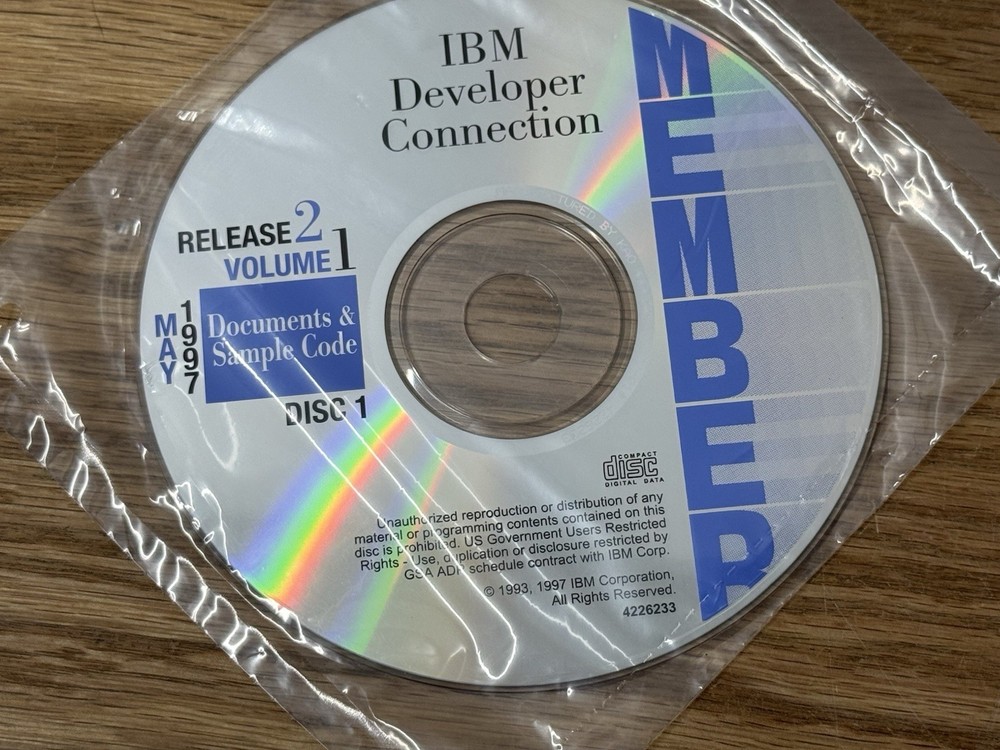 IBM
Developer
Connection
RELEASE 2
VOLUME 1
MAY
1997
Documents &
Sample Code
DISC 1
MEMBER
COMPACT
disc
DIGITAL DATA
Unauthorized reproduction or distribution of any
material or programming contents contained on this
disc is prohibited. US Government Users Restricted
Rights - Use, duplication or disclosure restricted by
GSA ADP schedule contract with IBM Corp.
© 1993, 1997 IBM Corporation,
All Rights Reserved.
4226233